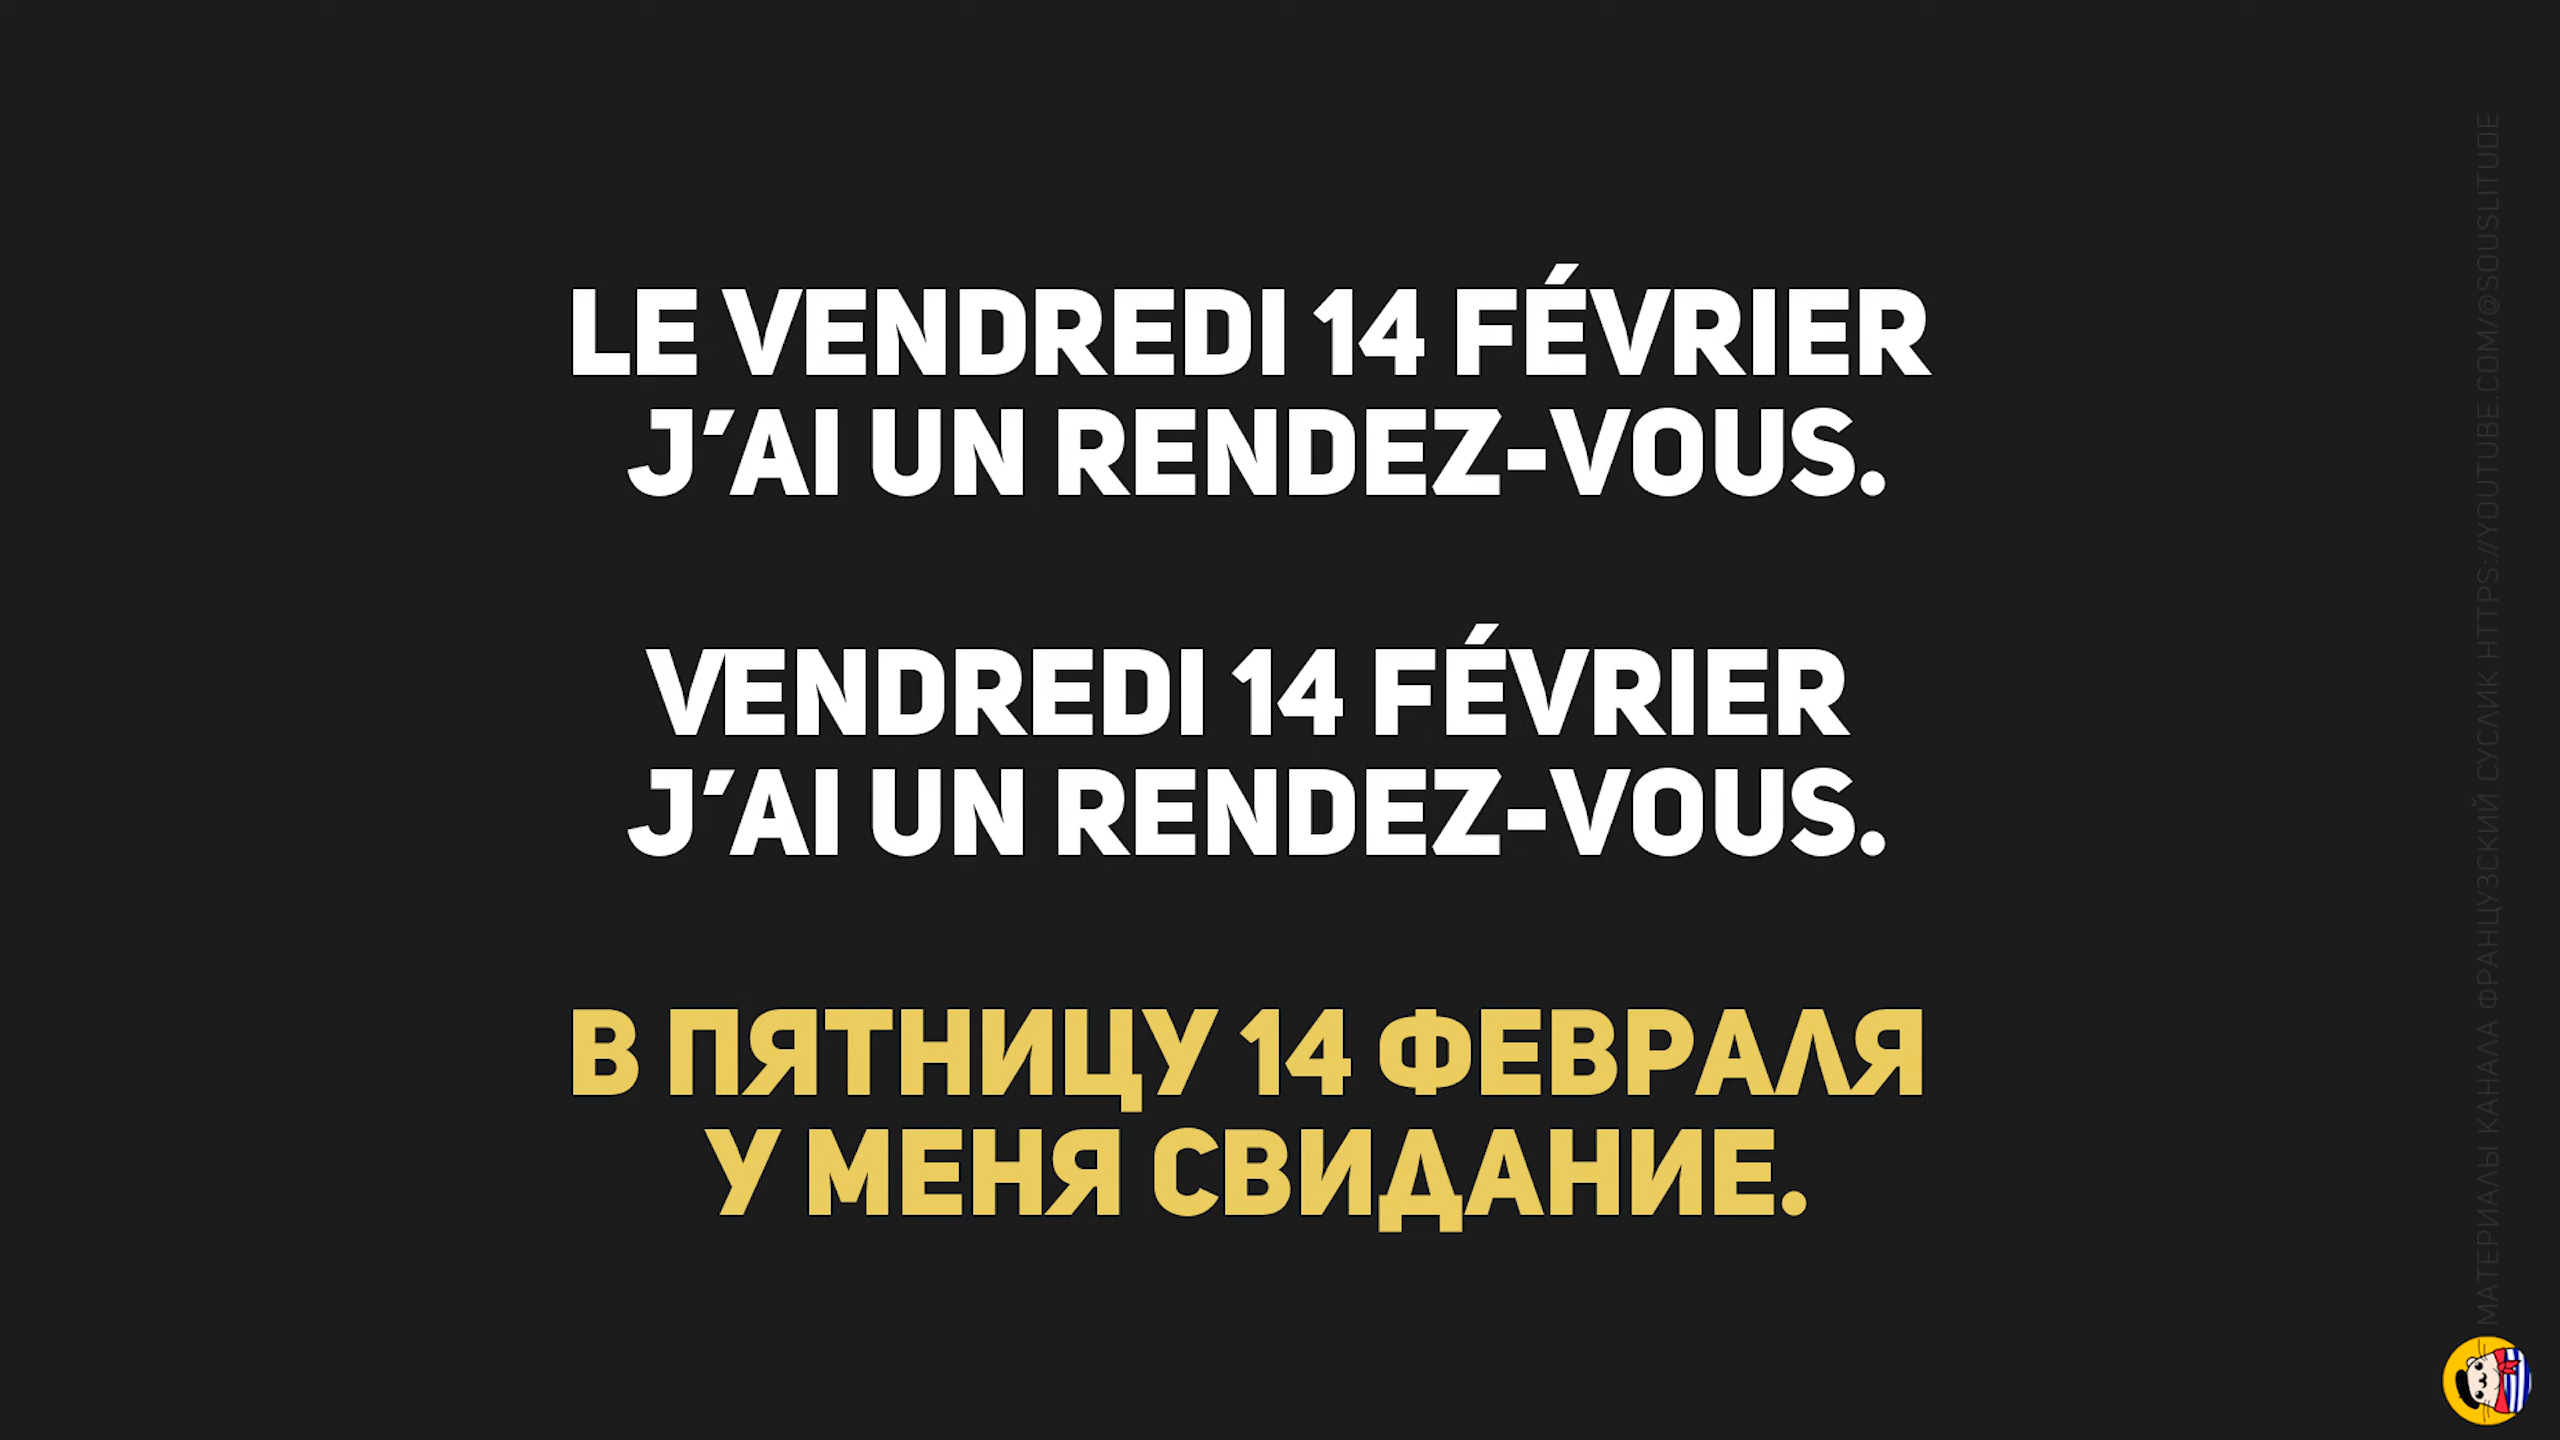 LE VENDREDI 14 FÉVRIER
J’AI UN RENDEZ-VOUS.
VENDREDI 14 FÉVRIER
J’AI UN RENDEZ-VOUS.
В ПЯТНИЦУ 14 ФЕВРАЛЯ
У МЕНЯ СВИДАНИЕ.
МАТЕРИАЛЫ КАНАЛА ФРАНЦУЗСКИЙ СУСЛИК HTTPS://YOUTUBE.COM/@SOUSLITUDE